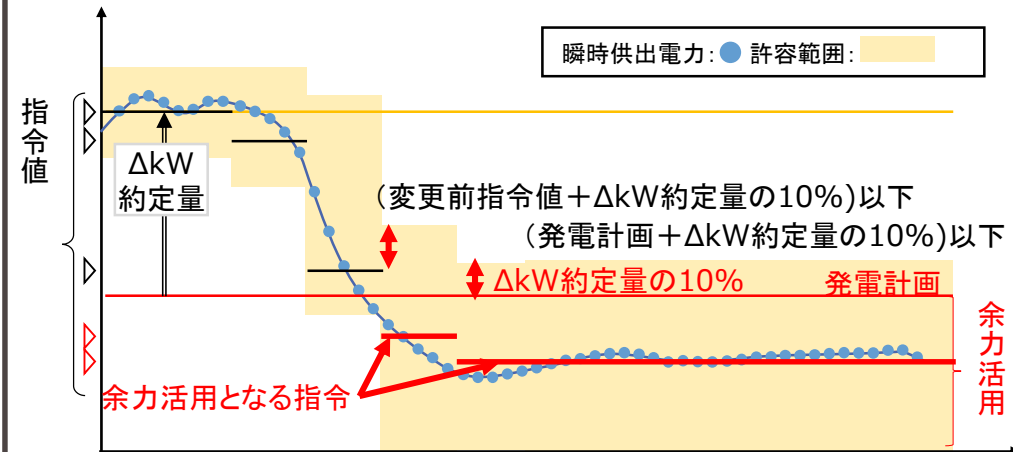 瞬時供出電力: 許容範囲:
指令値
ΔkW
約定量
(変更前指令値+ΔkW約定量の10%)以下
(発電計画+ΔkW約定量の10%)以下
ΔkW約定量の10%
発電計画
余力活用となる指令
余力活用